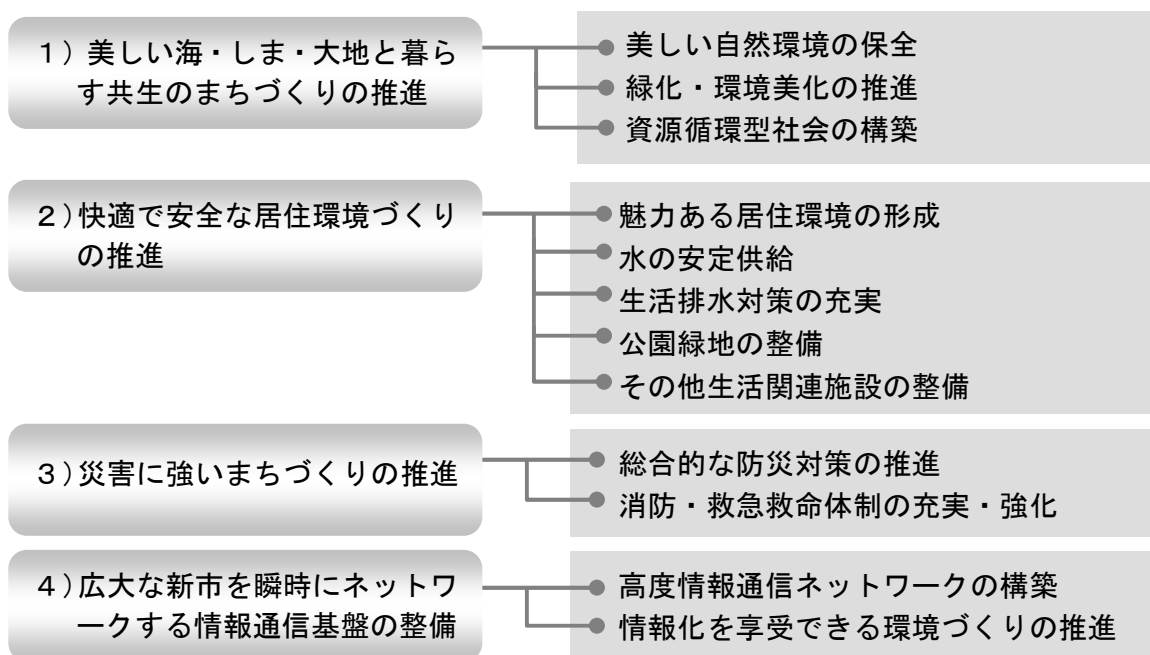 １）美しい海・しま・大地と暮ら
す共生のまちづくりの推進
美しい自然環境の保全
緑化・環境美化の推進
資源循環型社会の構築
２）快適で安全な居住環境づくり
の推進
魅力ある居住環境の形成
水の安定供給
生活排水対策の充実
公園緑地の整備
その他生活関連施設の整備
３）災害に強いまちづくりの推進
総合的な防災対策の推進
消防・救急救命体制の充実・強化
４）広大な新市を瞬時にネットワ
ークする情報通信基盤の整備
高度情報通信ネットワークの構築
情報化を享受できる環境づくりの推進